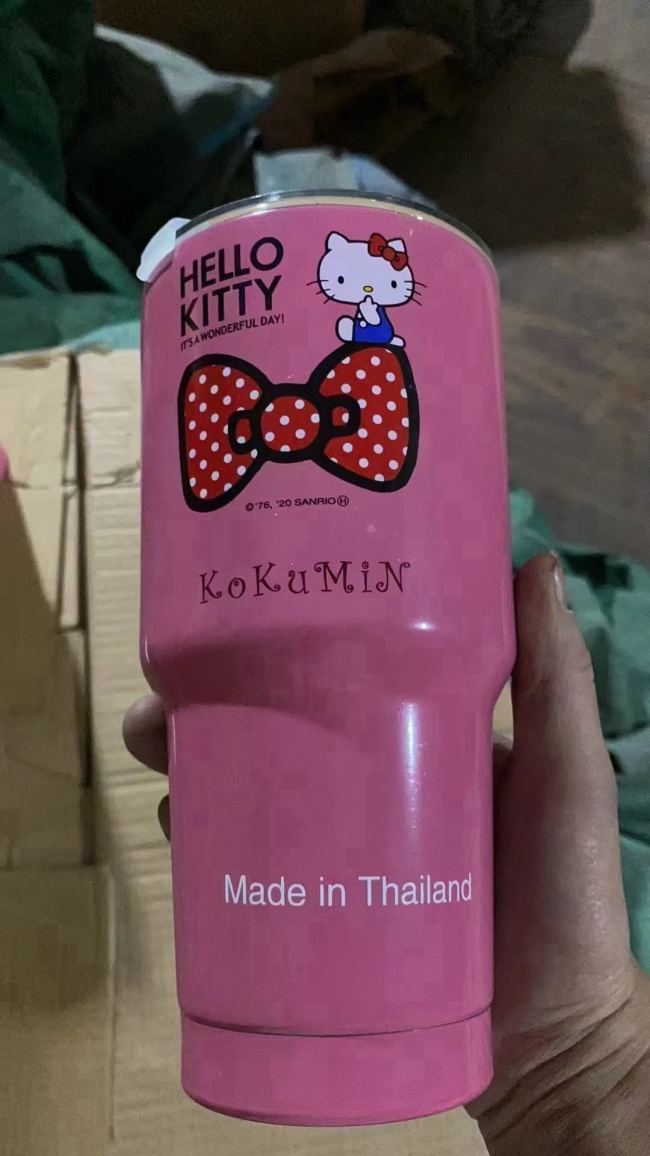 HELLO
KITTY
IT'S A WONDERFUL DAY!
©'76, '20 SANRIO Ⓗ
KoKuMiN
Made in Thailand